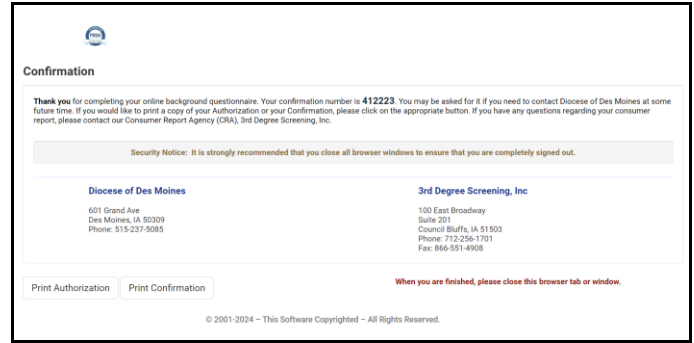 Confirmation
Thank you for completing your online background questionnaire. Your confirmation number is 412223. You may be asked for it if you need to contact Diocese of Des Moines at some
future time. If you would like to print a copy of your Authorization or your Confirmation, please click on the appropriate button. If you have any questions regarding your consumer
report, please contact our Consumer Report Agency (CRA), 3rd Degree Screening, Inc.
Security Notice: It is strongly recommended that you close all browser windows to ensure that you are completely signed out.
Diocese of Des Moines
601 Grand Ave
Des Moines, IA 50309
Phone: 515-237-5085
3rd Degree Screening, Inc
100 East Broadway
Suite 201
Council Bluffs, IA 51503
Phone: 712-256-1701
Fax: 866-551-4908
Print Authorization
Print Confirmation
When you are finished, please close this browser tab or window.
© 2001-2024 – This Software Copyrighted – All Rights Reserved.